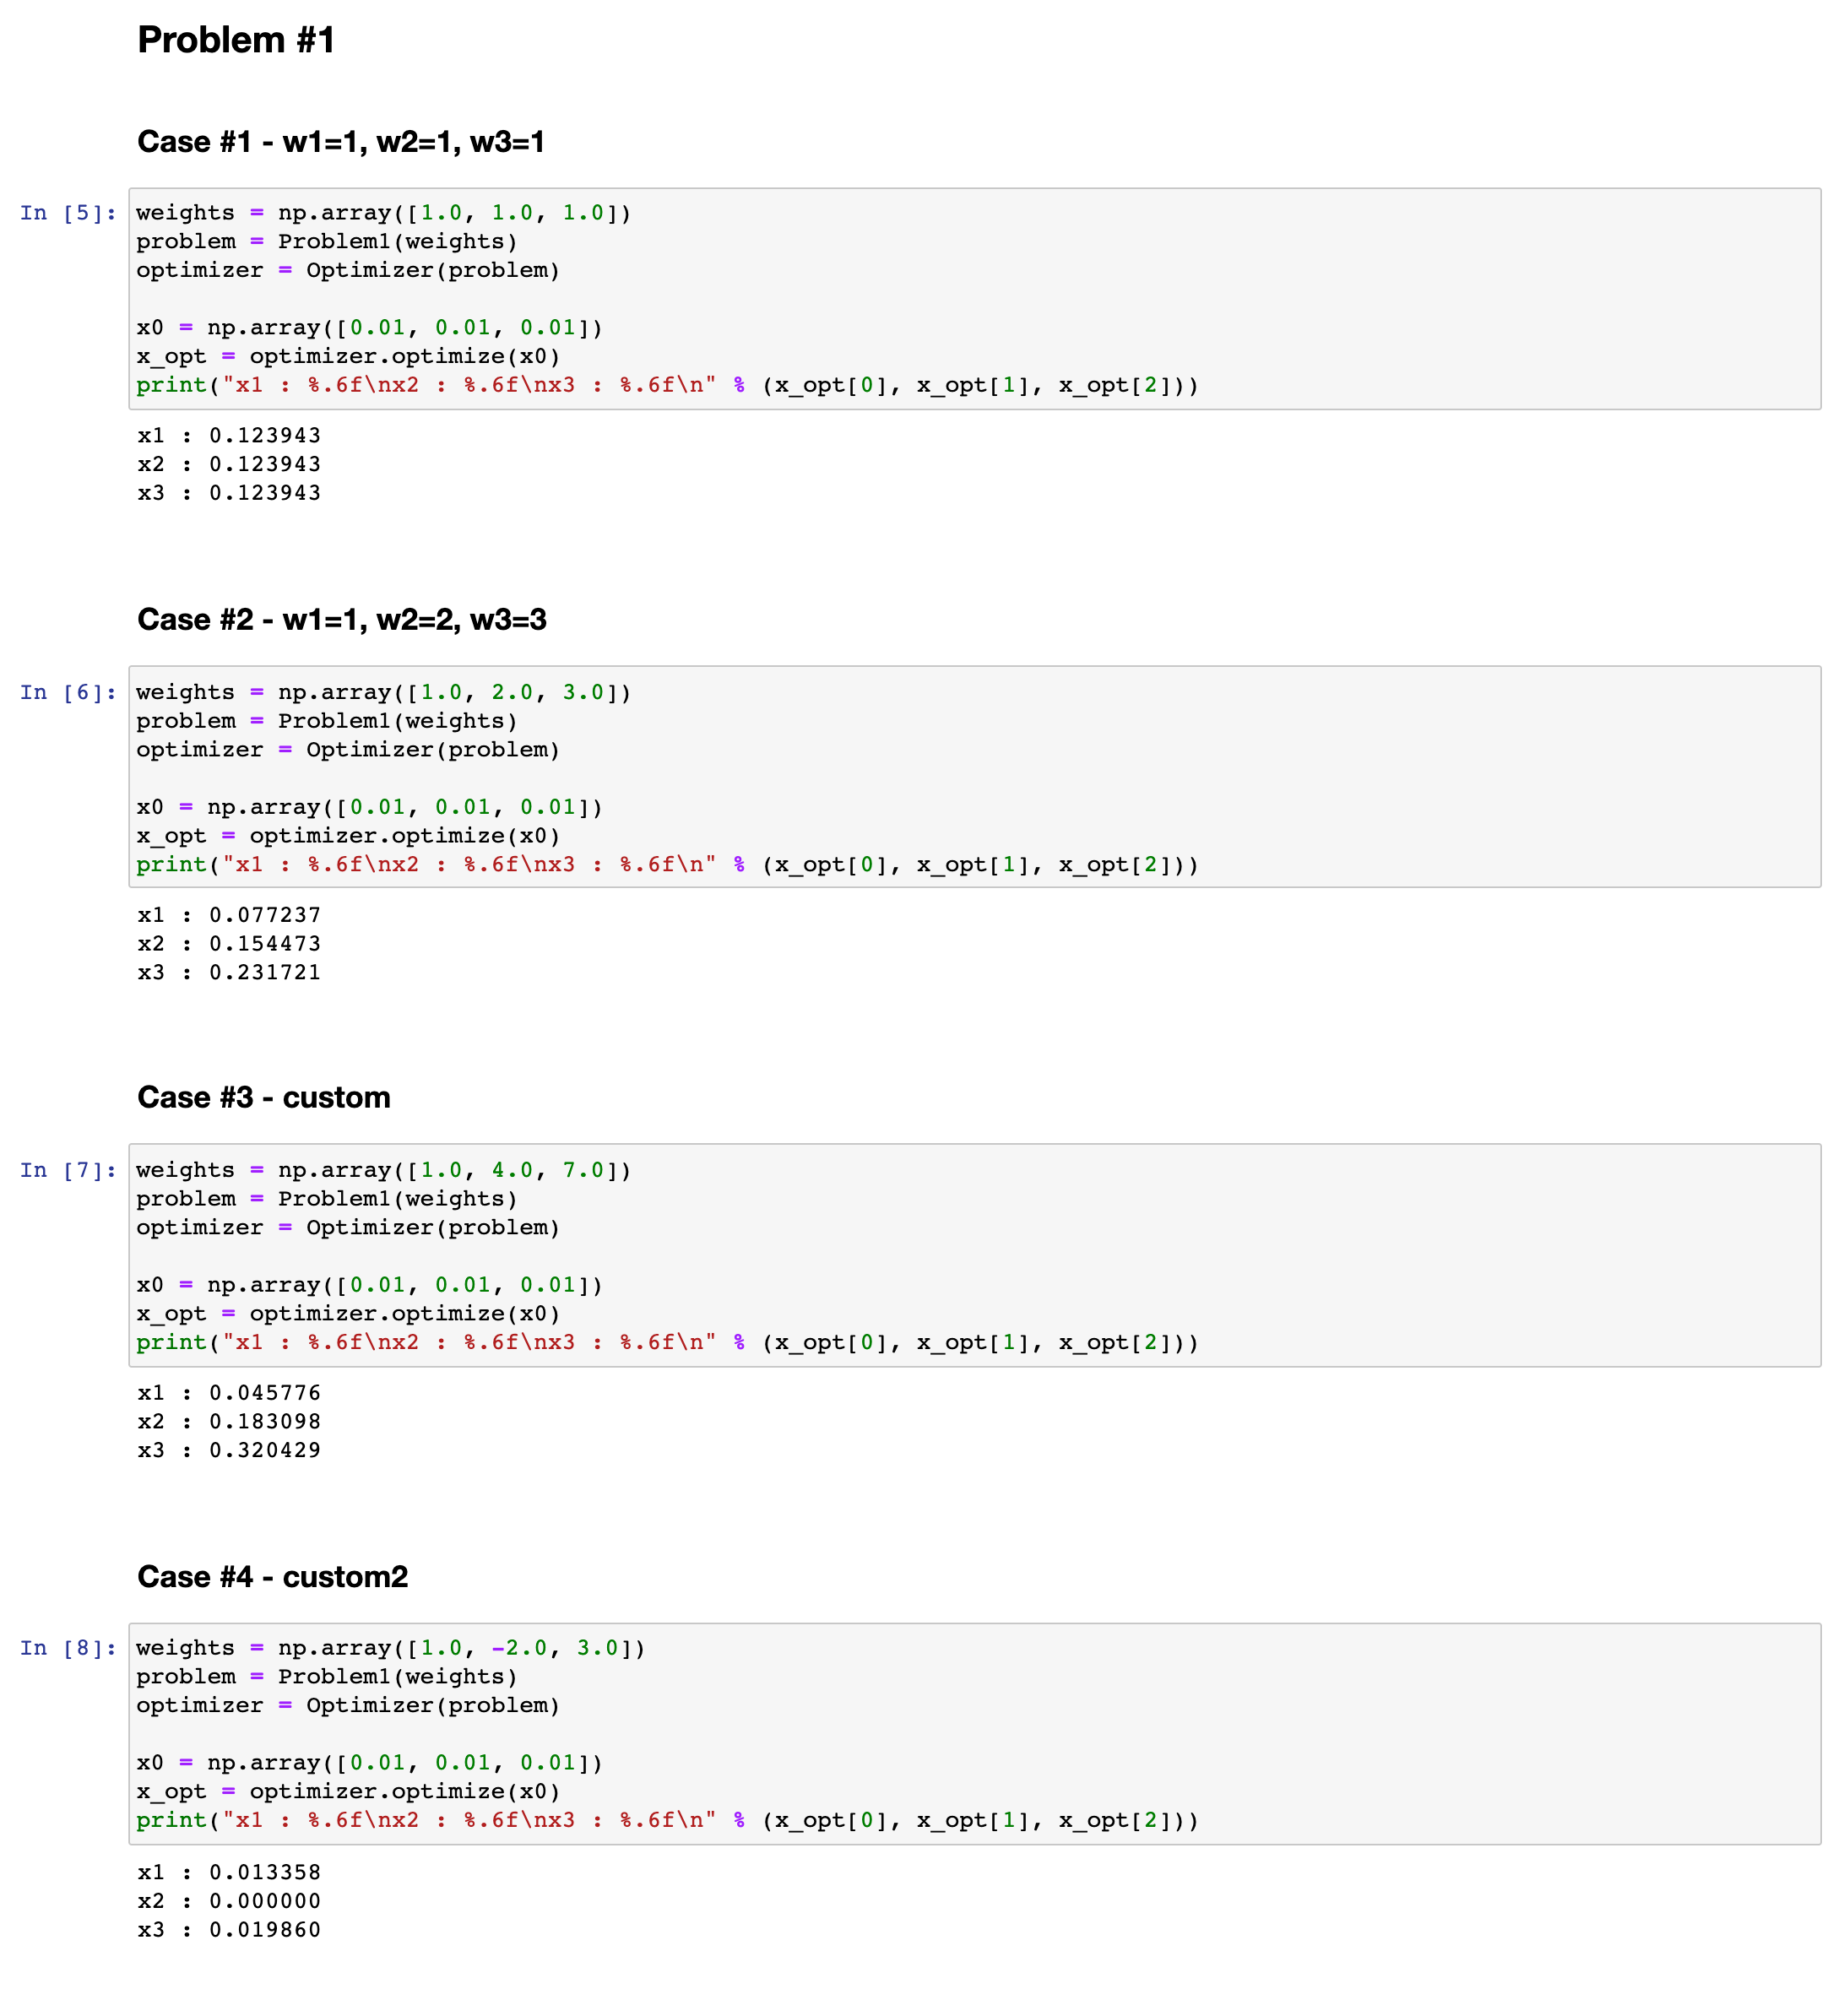 Problem #1
Case #1 - w1=1, w2=1, w3=1
In [5]: weights = np.array([1.0, 1.0, 1.0])
problem = Problem1(weights)
optimizer = Optimizer(problem)
x0 = np.array([0.01, 0.01, 0.01])
x_opt = optimizer.optimize(x0)
print("x1 : %.6f\nx2 : %.6f\nx3 : %.6f\n" % (x_opt[0], x_opt[1], x_opt[2]))
x1 : 0.123943
x2 : 0.123943
x3 : 0.123943
Case #2 - w1=1, w2=2, w3=3
In [6]: weights = np.array([1.0, 2.0, 3.0])
problem = Problem1(weights)
optimizer = Optimizer(problem)
x0 = np.array([0.01, 0.01, 0.01])
x_opt = optimizer.optimize(x0)
print("x1 : %.6f\nx2 : %.6f\nx3 : %.6f\n" % (x_opt[0], x_opt[1], x_opt[2]))
x1 : 0.077237
x2 : 0.154473
x3 : 0.231721
Case #3 - custom
In [7]: weights = np.array([1.0, 4.0, 7.0])
problem = Problem1(weights)
optimizer = Optimizer(problem)
x0 = np.array([0.01, 0.01, 0.01])
x_opt = optimizer.optimize(x0)
print("x1 : %.6f\nx2 : %.6f\nx3 : %.6f\n" % (x_opt[0], x_opt[1], x_opt[2]))
x1 : 0.045776
x2 : 0.183098
x3 : 0.320429
Case #4 - custom2
In [8]: weights = np.array([1.0, -2.0, 3.0])
problem = Problem1(weights)
optimizer = Optimizer(problem)
x0 = np.array([0.01, 0.01, 0.01])
x_opt = optimizer.optimize(x0)
print("x1 : %.6f\nx2 : %.6f\nx3 : %.6f\n" % (x_opt[0], x_opt[1], x_opt[2]))
x1 : 0.013358
x2 : 0.000000
x3 : 0.019860